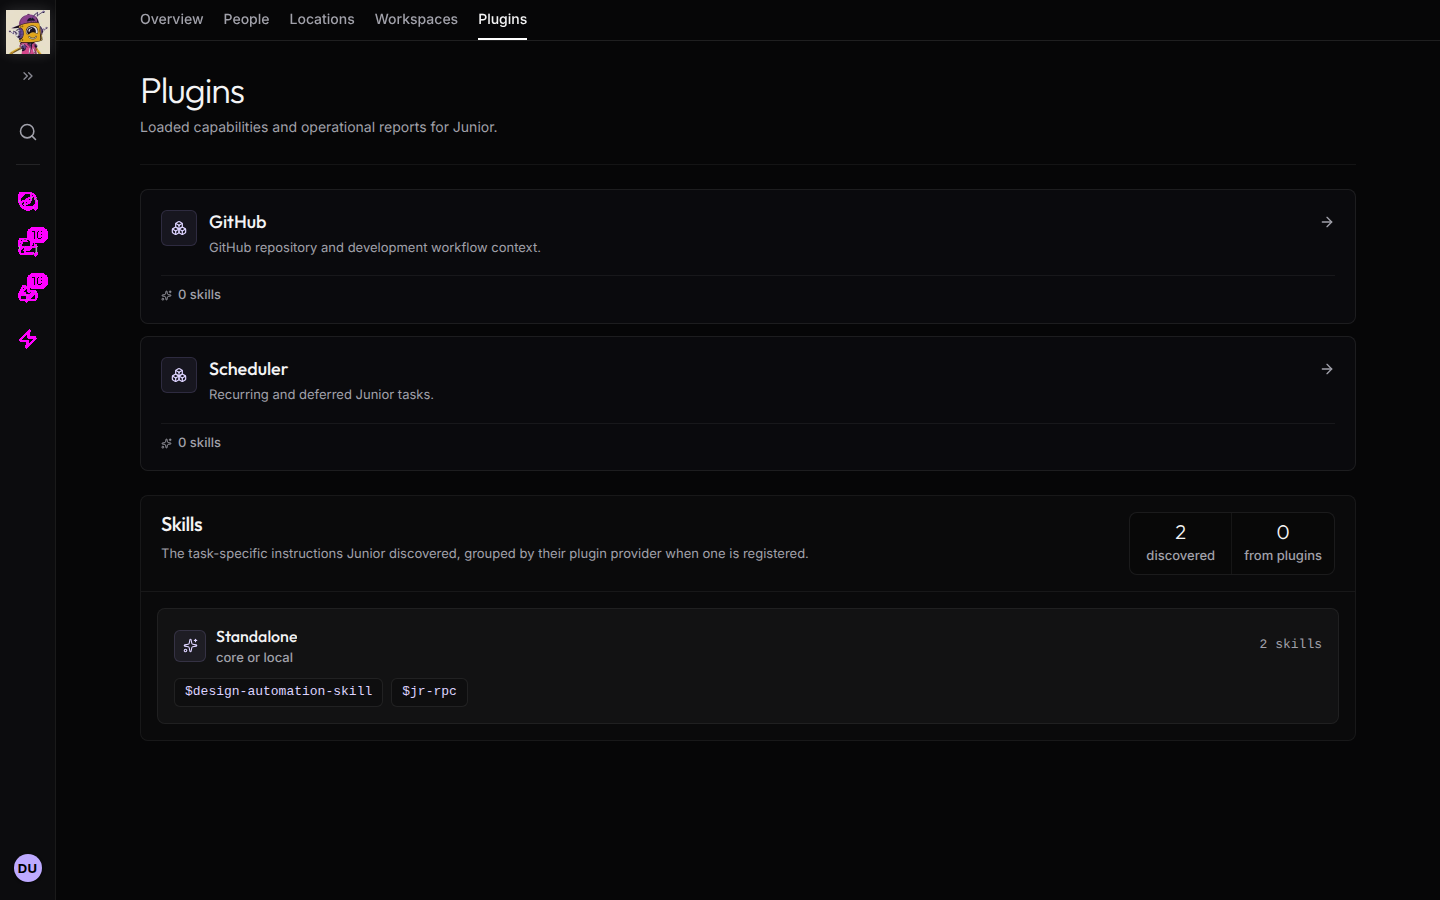 Overview People Locations Workspaces Plugins
Plugins
Loaded capabilities and operational reports for Junior.
GitHub
GitHub repository and development workflow context.
0 skills
Scheduler
Recurring and deferred Junior tasks.
0 skills
Skills
The task-specific instructions Junior discovered, grouped by their plugin provider when one is registered.
2 discovered
0 from plugins
Standalone
core or local
2 skills
$design-automation-skill $jr-rpc
DU